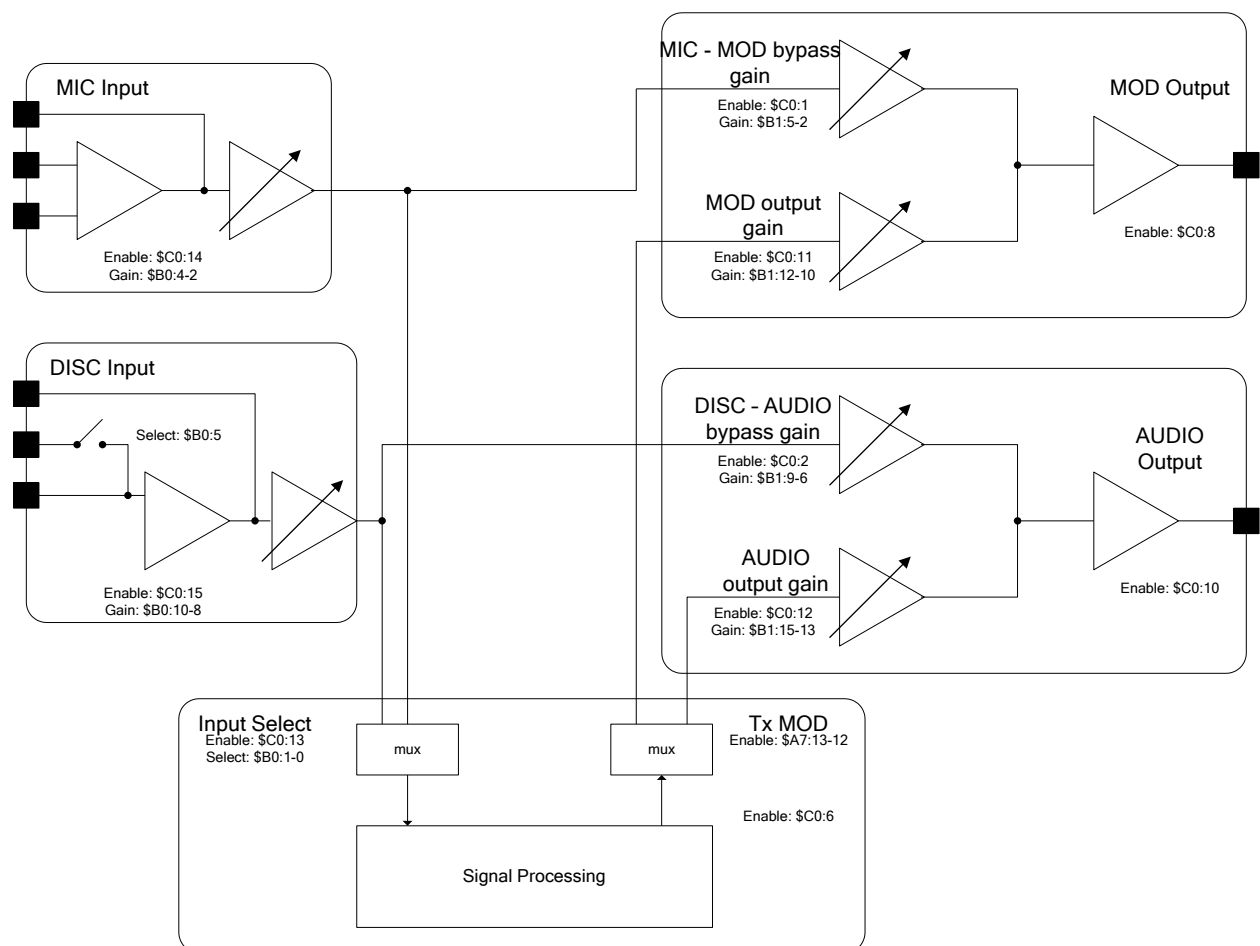 MIC Input
Enable: $C0:14
Gain: $B0:4-2
DISC Input
Select: $B0:5
Enable: $C0:15
Gain: $B0:10-8
MIC - MOD bypass
gain
Enable: $C0:1
Gain: $B1:5-2
MOD output
gain
Enable: $C0:11
Gain: $B1:12-10
MOD Output
Enable: $C0:8
DISC - AUDIO
bypass gain
Enable: $C0:2
Gain: $B1:9-6
AUDIO
output gain
Enable: $C0:12
Gain: $B1:15-13
AUDIO
Output
Enable: $C0:10
Input Select
Enable: $C0:13
Select: $B0:1-0
mux
mux
Tx MOD
Enable: $A7:13-12
Enable: $C0:6
Signal Processing